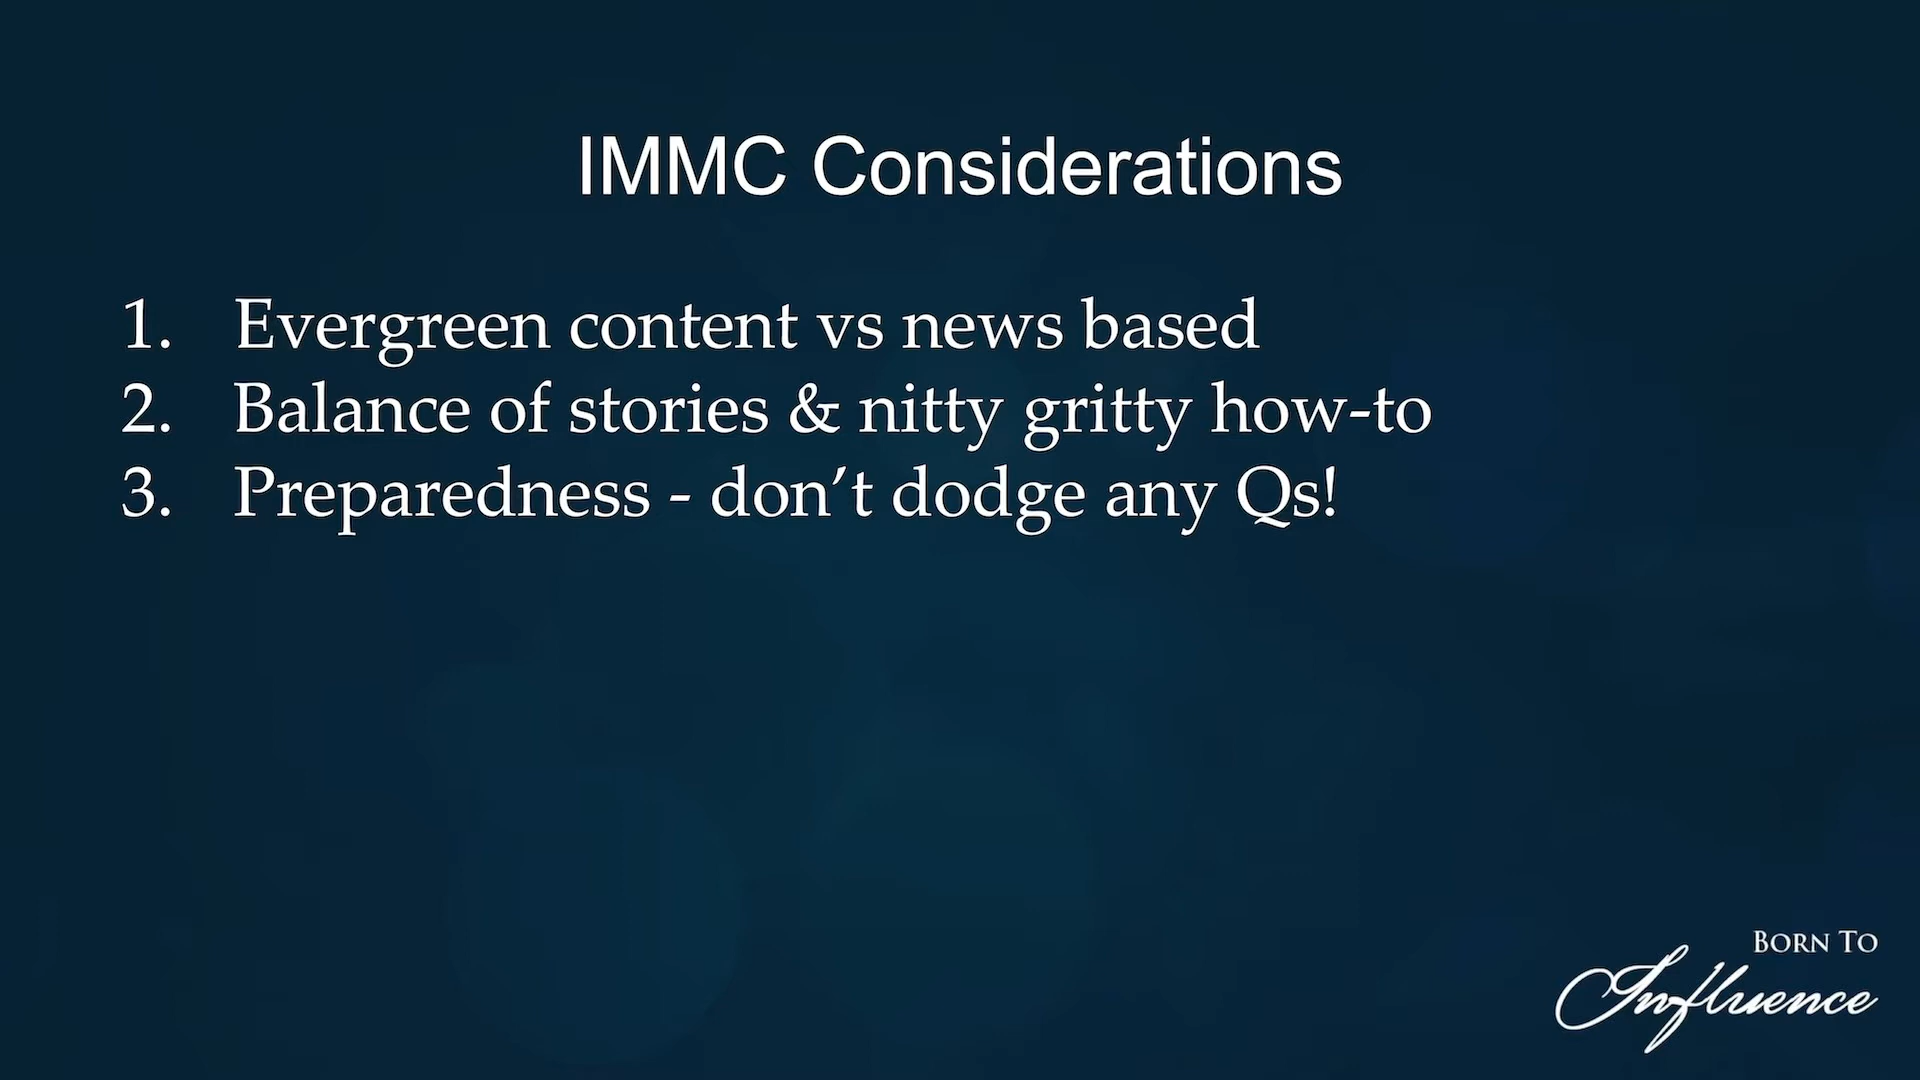 IMMC Considerations
1. Evergreen content vs news based
2. Balance of stories & nitty gritty how-to
3. Preparedness - don’t dodge any Qs!
BORN TO
Influence